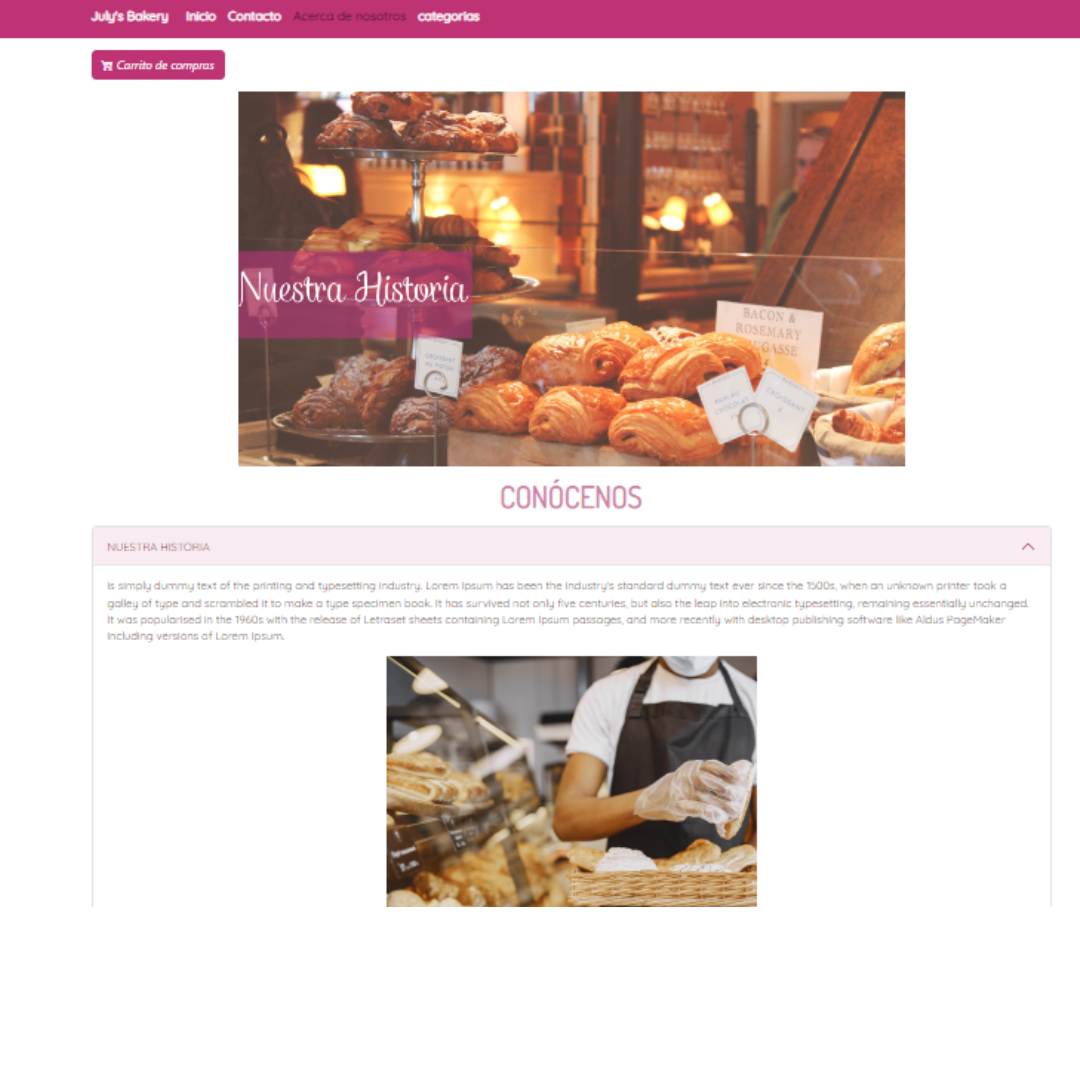 July's Bakery Inicio Contacto Acerca de nosotros categorias
Carrito de compras
BACON &
ROSEMARY
Nuestra Historia
CROISSANT
PAIN AU
CHOCOLAT
CROISSANT
CONÓCENOS
NUESTRA HISTORIA
is simply dummy text of the printing and typesetting industry. Lorem Ipsum has been the industry's standard dummy text ever since the 1500s, when an unknown printer took a
galley of type and scrambled it to make a type specimen book. It has survived not only five centuries, but also the leap into electronic typesetting, remaining essentially unchanged.
It was popularised in the 1960s with the release of Letraset sheets containing Lorem Ipsum passages, and more recently with desktop publishing software like Aldus PageMaker
including versions of Lorem Ipsum.